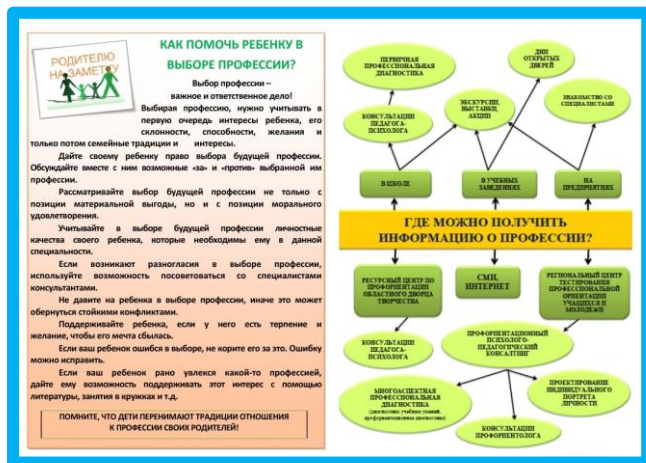 РОДИТЕЛЮ
НА ЗАМЕТКУ
КАК ПОМОЧЬ РЕБЕНКУ В
ВЫБОРЕ ПРОФЕССИИ?
Выбор профессии –
важное и ответственное дело!
Выбирая профессию, нужно учитывать в
первую очередь интересы ребенка, его
склонности, способности, желания и
только потом семейные традиции и интересы.
Дайте своему ребенку право выбора будущей профессии.
Обсуждайте вместе с ним возможные «за» и «против» выбранной им
профессии.
Рассматривайте выбор будущей профессии не только с
позиции материальной выгоды, но и с позиции морального
удовлетворения.
Учитывайте в выборе будущей профессии личностные
качества своего ребенка, которые необходимы ему в данной
специальности.
Если возникают разногласия в выборе профессии,
используйте возможность посоветоваться со специалистами
консультантами.
Не давите на ребенка в выборе профессии, иначе это может
обернуться стойкими конфликтами.
Поддерживайте ребенка, если у него есть терпение и
желание, чтобы его мечта сбылась.
Если ваш ребенок ошибся в выборе, не корите его за это. Ошибку
можно исправить.
Если ваш ребенок рано увлекся какой-то профессией,
дайте ему возможность поддерживать этот интерес с помощью
литературы, занятия в кружках и т.д.
ПОМНИТЕ, ЧТО ДЕТИ ПЕРЕНИМАЮТ ТРАДИЦИИ ОТНОШЕНИЯ
К ПРОФЕССИИ СВОИХ РОДИТЕЛЕЙ!
ПЕРВИЧНАЯ
ПРОФЕССИОНАЛЬНАЯ
ДИАГНОСТИКА
ДНИ
ОТКРЫТЫХ
ДВЕРЕЙ
КОНСУЛЬТАЦИИ
ПЕДАГОГА-
ПСИХОЛОГА
ЭКСКУРСИИ,
ВЫСТАВКИ,
АКЦИИ
ЗНАКОМСТВО СО
СПЕЦИАЛИСТАМИ
В ШКОЛЕ
В УЧЕБНЫХ
ЗАВЕДЕНИЯХ
НА
ПРЕДПРИЯТИЯХ
ГДЕ МОЖНО ПОЛУЧИТЬ
ИНФОРМАЦИЮ О ПРОФЕССИИ?
РЕСУРСНЫЙ ЦЕНТР ПО
ПРОФОРИЕНТАЦИИ
ОБЛАСТНОГО ДВОРЦА
ТВОРЧЕСТВА
СМИ,
ИНТЕРНЕТ
РЕГИОНАЛЬНЫЙ ЦЕНТР
ТЕСТИРОВАНИЯ
ПРОФЕССИОНАЛЬНОЙ
ОРИЕНТАЦИИ
УЧАЩИХСЯ И
МОЛОДЕЖИ
КОНСУЛЬТАЦИИ
ПЕДАГОГА-
ПСИХОЛОГА
ПРОФОРИЕНТАЦИОННЫЙ
ПСИХОЛОГО-
ПЕДАГОГИЧЕСКИЙ
КОНСАЛТИНГ
МНОГОАСПЕКТНАЯ
ПРОФЕССИОНАЛЬНАЯ
ДИАГНОСТИКА
(диагностика учебных умений,
профориентационная диагностика)
КОНСУЛЬТАЦИИ
ПРОФОРИЕНТОЛОГА
ПРОЕКТИРОВАНИЕ
ИНДИВИДУАЛЬНОГО
ПОРТРЕТА
ЛИЧНОСТИ